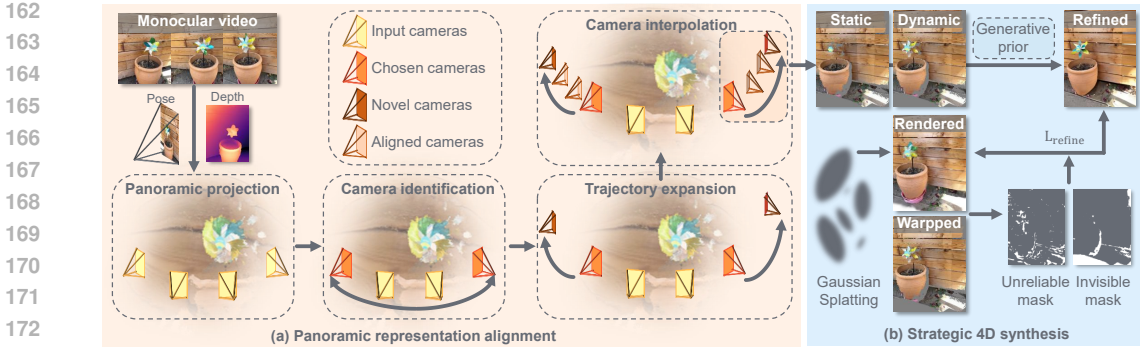 162
163
164
165
166
167
168
169
170
171
172
Monocular video
Pose
Depth
Input cameras
Chosen cameras
Novel cameras
Aligned cameras
Camera interpolation
Panoramic projection
Camera identification
Trajectory expansion
(a) Panoramic representation alignment
Static
Dynamic
Generative
prior
Refined
Rendered
L_refine
Warpped
Gaussian
Splatting
Unreliable
mask
Invisible
mask
(b) Strategic 4D synthesis